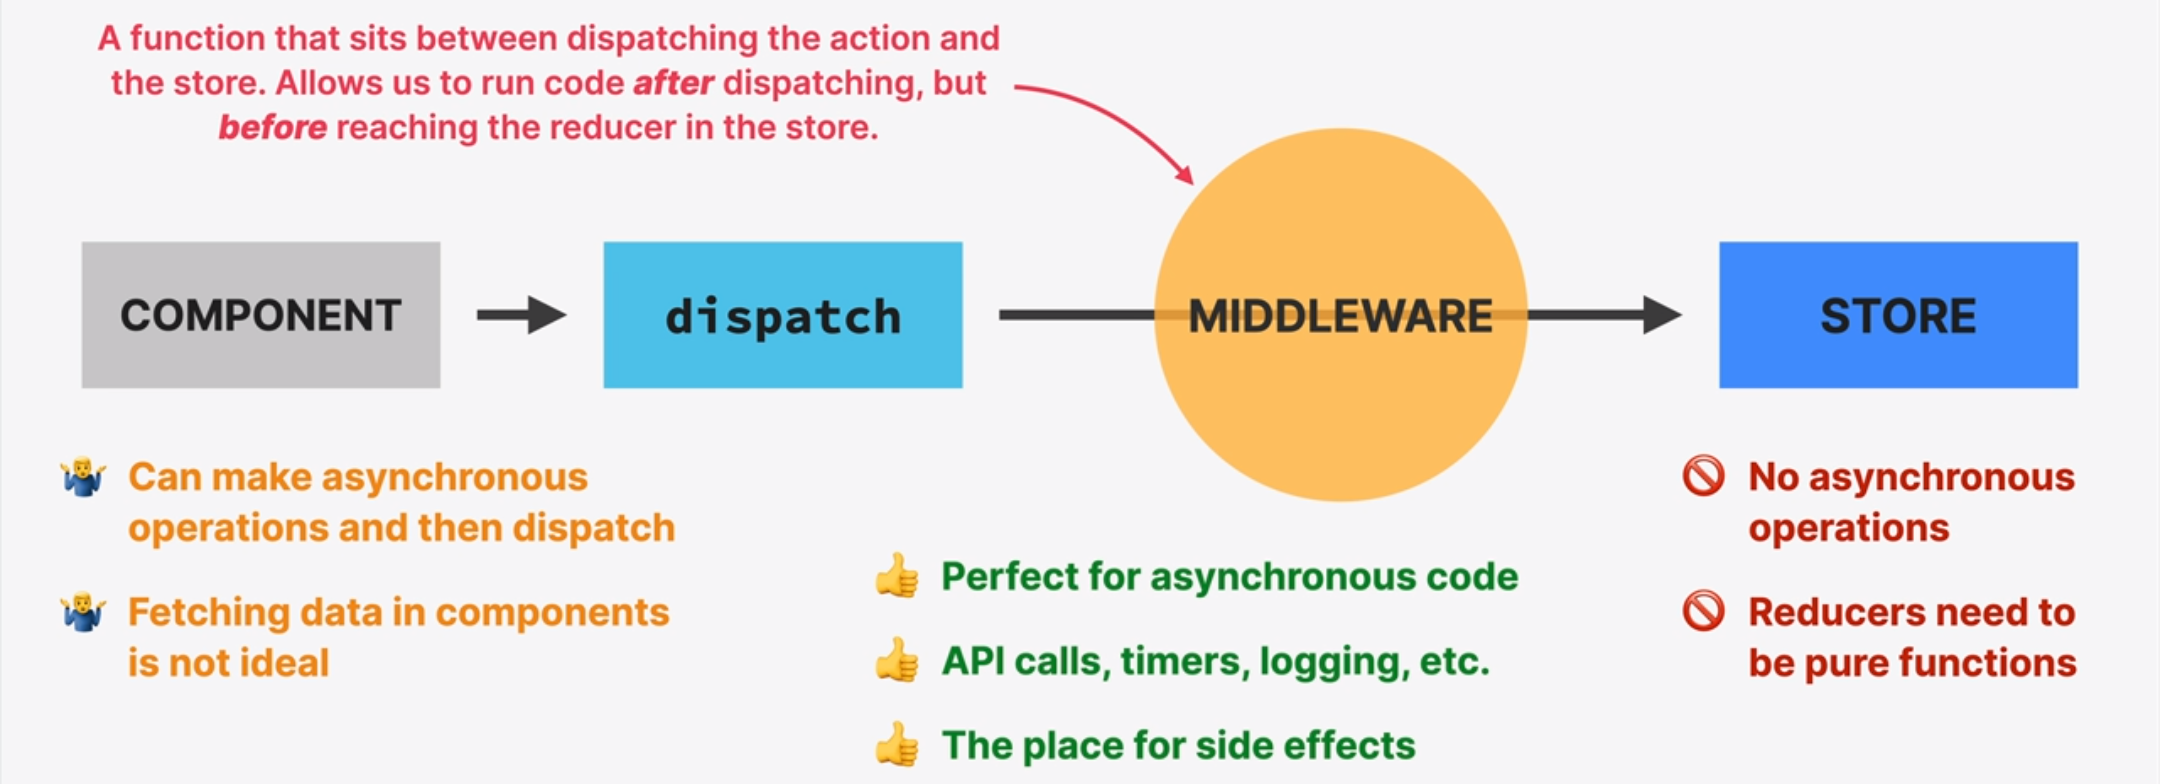 A function that sits between dispatching the action and
the store. Allows us to run code after dispatching, but
before reaching the reducer in the store.
COMPONENT
dispatch
MIDDLEWARE
STORE
Can make asynchronous
operations and then dispatch
Fetching data in components
is not ideal
Perfect for asynchronous code
API calls, timers, logging, etc.
The place for side effects
No asynchronous
operations
Reducers need to
be pure functions